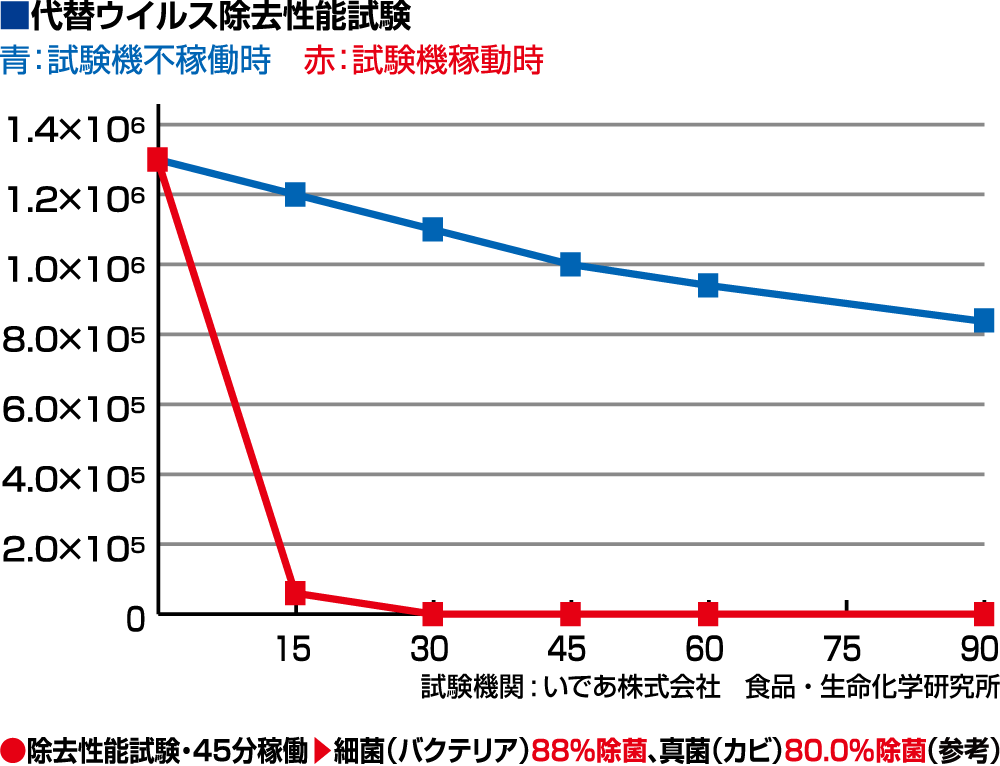 ■代替ウイルス除去性能試験
青：試験機不稼働時　赤：試験機稼動時
1.4×10⁶
1.2×10⁶
1.0×10⁶
8.0×10⁵
6.0×10⁵
4.0×10⁵
2.0×10⁵
0
15 30 45 60 75 90
試験機関：いであ株式会社　食品・生命化学研究所
●除去性能試験・45分稼働▶細菌（バクテリア）88%除菌、真菌（カビ）80.0%除菌（参考）